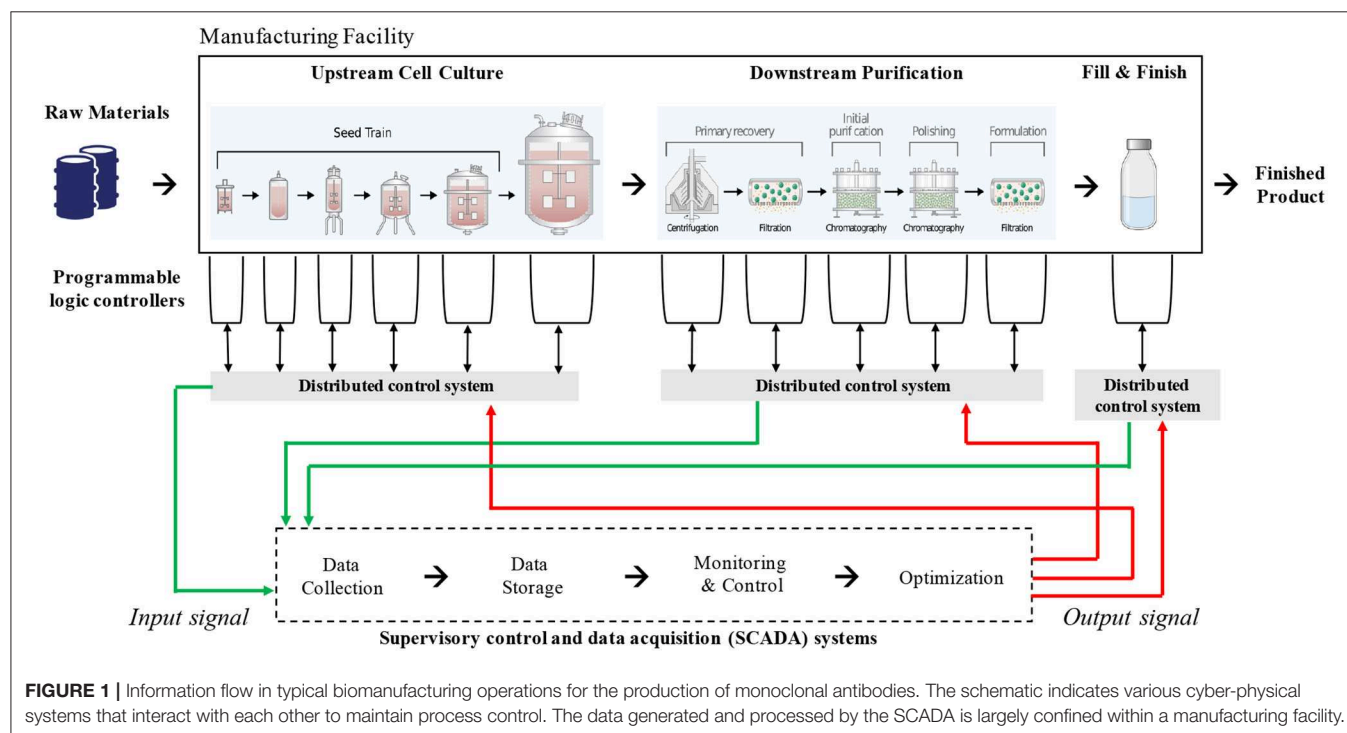 Manufacturing Facility
Upstream Cell Culture
Downstream Purification
Fill & Finish
Raw Materials
Seed Train
Primary recovery
Initial
purification
Polishing
Formulation
Centrifugation
Filtration
Chromatography
Chromatography
Filtration
Finished
Product
Programmable
logic controllers
Distributed control system
Distributed control system
Distributed
control system
Data
Collection
Data
Storage
Monitoring
& Control
Optimization
Input signal
Output signal
Supervisory control and data acquisition (SCADA) systems
FIGURE 1 | Information flow in typical biomanufacturing operations for the production of monoclonal antibodies. The schematic indicates various cyber-physical
systems that interact with each other to maintain process control. The data generated and processed by the SCADA is largely confined within a manufacturing facility.